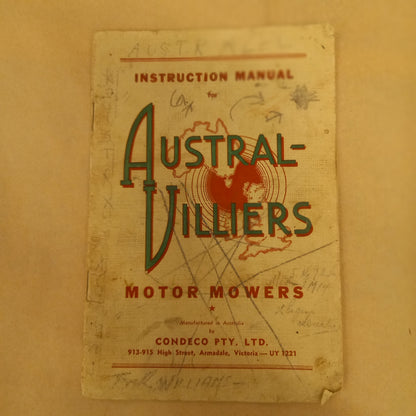 INSTRUCTION MANUAL
for
AUSTRAL-
VILLIERS
MOTOR MOWERS
Manufactured in Australia
by
CONDECO PTY. LTD.
913-915 High Street, Armadale, Victoria — UY 1221
WILLIAMS